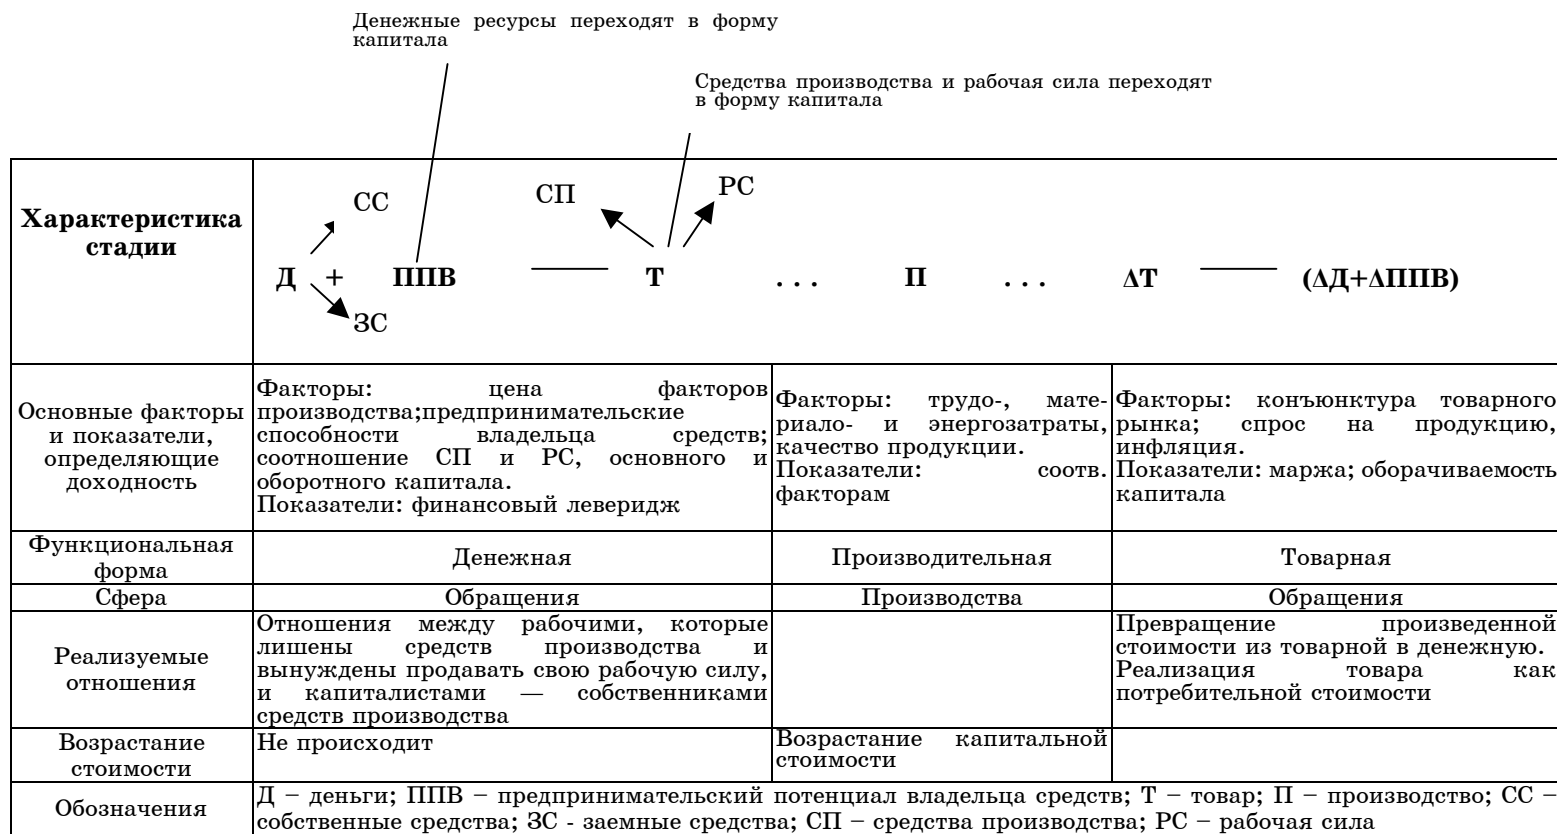 Денежные ресурсы переходят в форму
капитала
Средства производства и рабочая сила переходят
в форму капитала
Характеристика
стадии
СС
СП
РС
Д + ППВ —— Т ... П ... ΔТ —— (ΔД+ΔППВ)
ЗС
Основные факторы
и показатели,
определяющие
доходность
Факторы: цена факторов
производства;предпринимательские
способности владельца средств;
соотношение СП и РС, основного и
оборотного капитала.
Показатели: финансовый леверидж
Факторы: трудо-, мате-
риало- и энергозатраты,
качество продукции.
Показатели: соотв.
факторам
Факторы: конъюнктура товарного
рынка; спрос на продукцию,
инфляция.
Показатели: маржа; оборачиваемость
капитала
Функциональная
форма
Денежная
Производительная
Товарная
Сфера
Обращения
Производства
Обращения
Реализуемые
отношения
Отношения между рабочими, которые
лишены средств производства и
вынуждены продавать свою рабочую силу,
и капиталистами — собственниками
средств производства
Превращение произведенной
стоимости из товарной в денежную.
Реализация товара как
потребительной стоимости
Возрастание
стоимости
Не происходит
Возрастание капитальной
стоимости
Обозначения
Д – деньги; ППВ – предпринимательский потенциал владельца средств; Т – товар; П – производство; СС –
собственные средства; ЗС - заемные средства; СП – средства производства; РС – рабочая сила